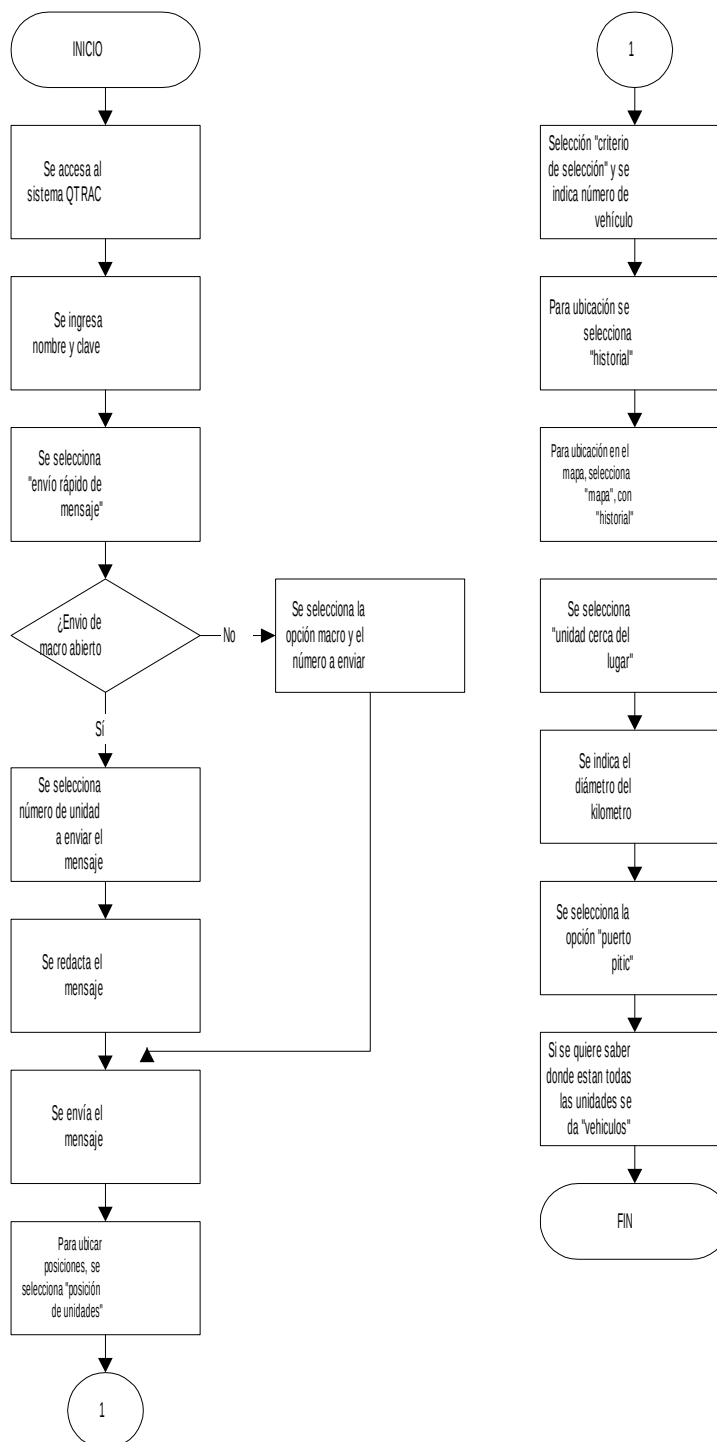 INICIO
Se accesa al
sistema QTRAC
Se ingresa
nombre y clave
Se selecciona
"envío rápido de
mensaje"
¿Envio de
macro abierto
No
Se selecciona la
opción macro y el
número a enviar
Sí
Se selecciona
número de unidad
a enviar el
mensaje
Se redacta el
mensaje
Se envía el
mensaje
Para ubicar
posiciones, se
selecciona "posición
de unidades"
1
1
Selección "criterio
de selección" y se
indica número de
vehículo
Para ubicación se
selecciona
"historial"
Para ubicación en el
mapa, selecciona
"mapa", con
"historial"
Se selecciona
"unidad cerca del
lugar"
Se indica el
diámetro del
kilometro
Se selecciona la
opción "puerto
pitic"
Si se quiere saber
donde estan todas
las unidades se
da "vehiculos"
FIN